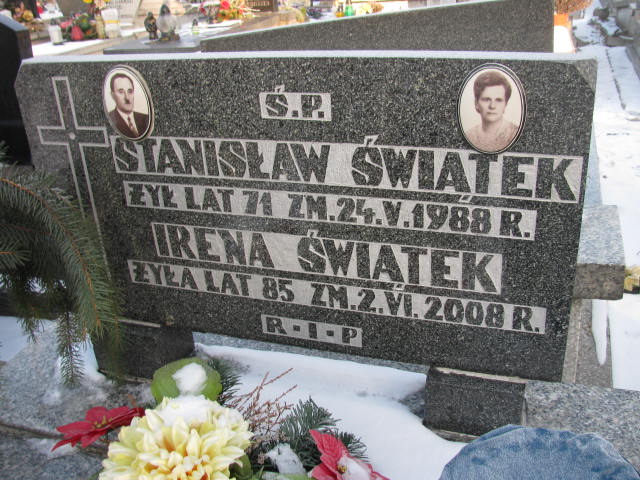 Ś.P.
STANISŁAW ŚWIĄTEK
ŻYŁ LAT 71 ZM. 24.V.1988 R.
IRENA ŚWIĄTEK
ŻYŁA LAT 85 ZM. 2.VI.2008 R.
R-I-P